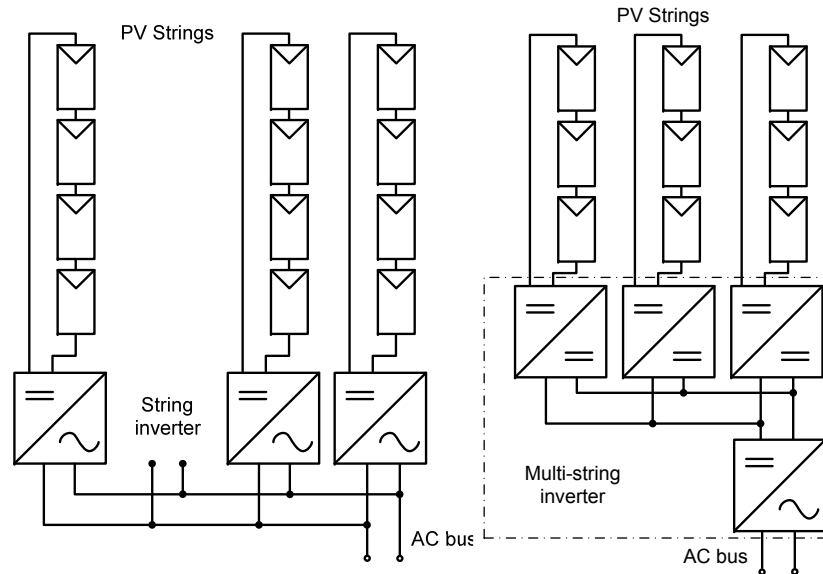 PV Strings
String
inverter
AC bus
PV Strings
Multi-string
inverter
AC bus